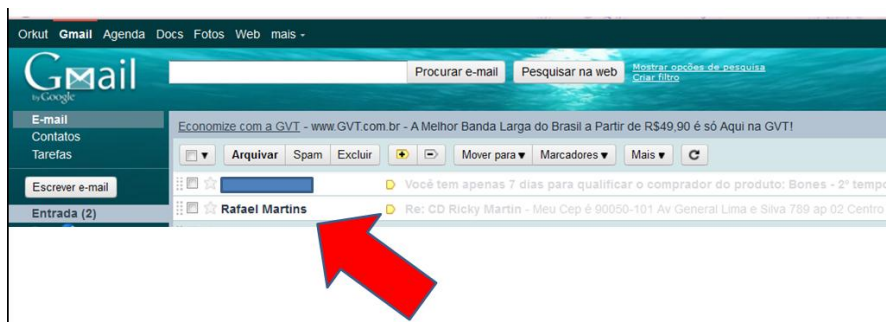 Orkut Gmail Agenda Docs Fotos Web mais
Gmail
by Google
Procurar e-mail
Pesquisar na web
Mostrar opções de pesquisa
Criar filtro
E-mail
Contatos
Tarefas
Economize com a GVT - www.GVT.com.br - A Melhor Banda Larga do Brasil a Partir de R$49,90 é só Aqui na GVT!
Arquivar Spam Excluir Mover para Marcadores Mais
Escrever e-mail
Você tem apenas 7 dias para qualificar o comprador do produto: Bones - 2º tempo
Entrada (2)
Rafael Martins Re: CD Ricky Martin - Meu Cep é 90050-101 Av General Lima e Silva 789 ap 02 Centro